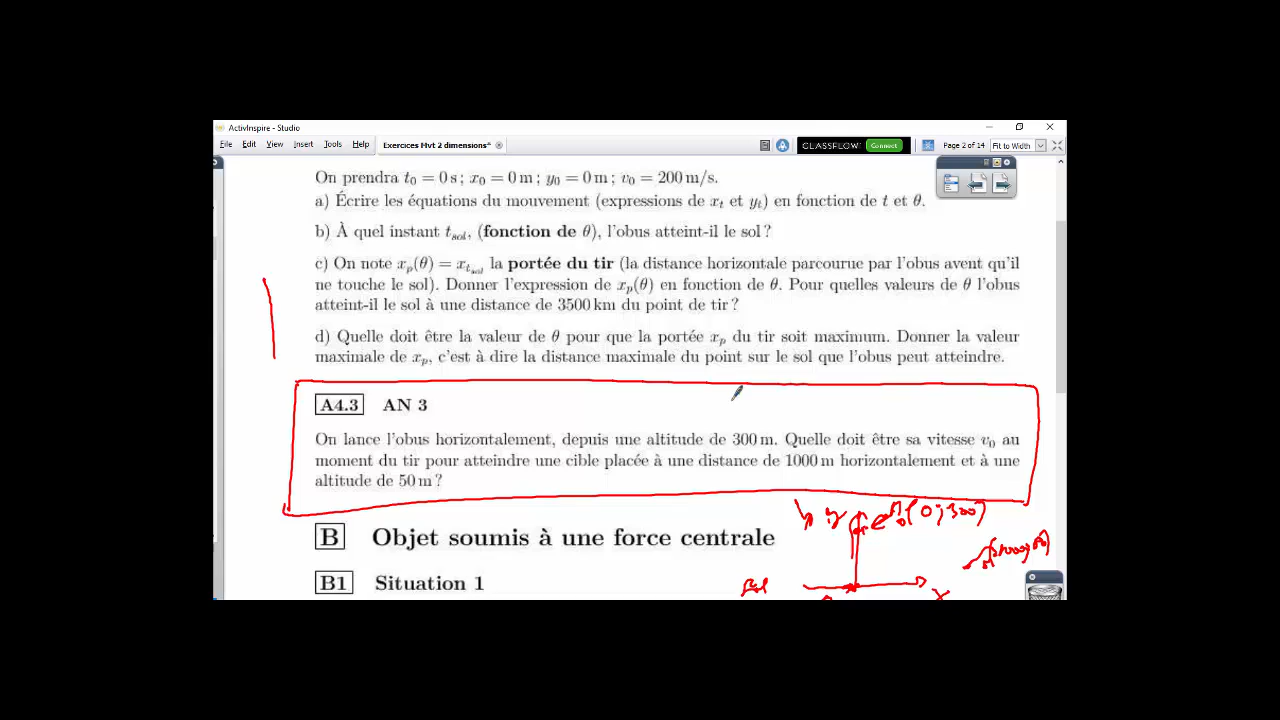 ActivInspire - Studio
File Edit View Insert Tools Help Exercices Hvt 2 dimensions* CLASSFLOW Connect Page 2 of 14 Fit to Width
On prendra t₀ = 0 s ; x₀ = 0 m ; y₀ = 0 m ; v₀ = 200 m/s.
a) Écrire les équations du mouvement (expressions de xₜ et yₜ) en fonction de t et θ.
b) À quel instant t_sol, (fonction de θ), l'obus atteint-il le sol ?
c) On note xₚ(θ) = x_{t_sol} la portée du tir (la distance horizontale parcourue par l'obus avent qu'il
ne touche le sol). Donner l'expression de xₚ(θ) en fonction de θ. Pour quelles valeurs de θ l'obus
atteint-il le sol à une distance de 3500 km du point de tir ?
d) Quelle doit être la valeur de θ pour que la portée xₚ du tir soit maximum. Donner la valeur
maximale de xₚ, c'est à dire la distance maximale du point sur le sol que l'obus peut atteindre.
A4.3 AN 3
On lance l'obus horizontalement, depuis une altitude de 300 m. Quelle doit être sa vitesse v₀ au
moment du tir pour atteindre une cible placée à une distance de 1000 m horizontalement et à une
altitude de 50 m ?
(0; 300)
B Objet soumis à une force centrale
B1 Situation 1
x